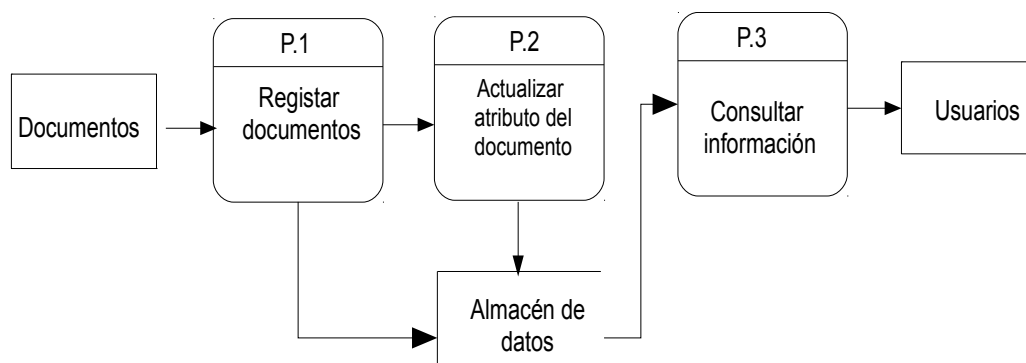 P.1
P.2
P.3
Documentos
Registar
documentos
Actualizar
atributo del
documento
Consultar
información
Usuarios
Almacén de
datos